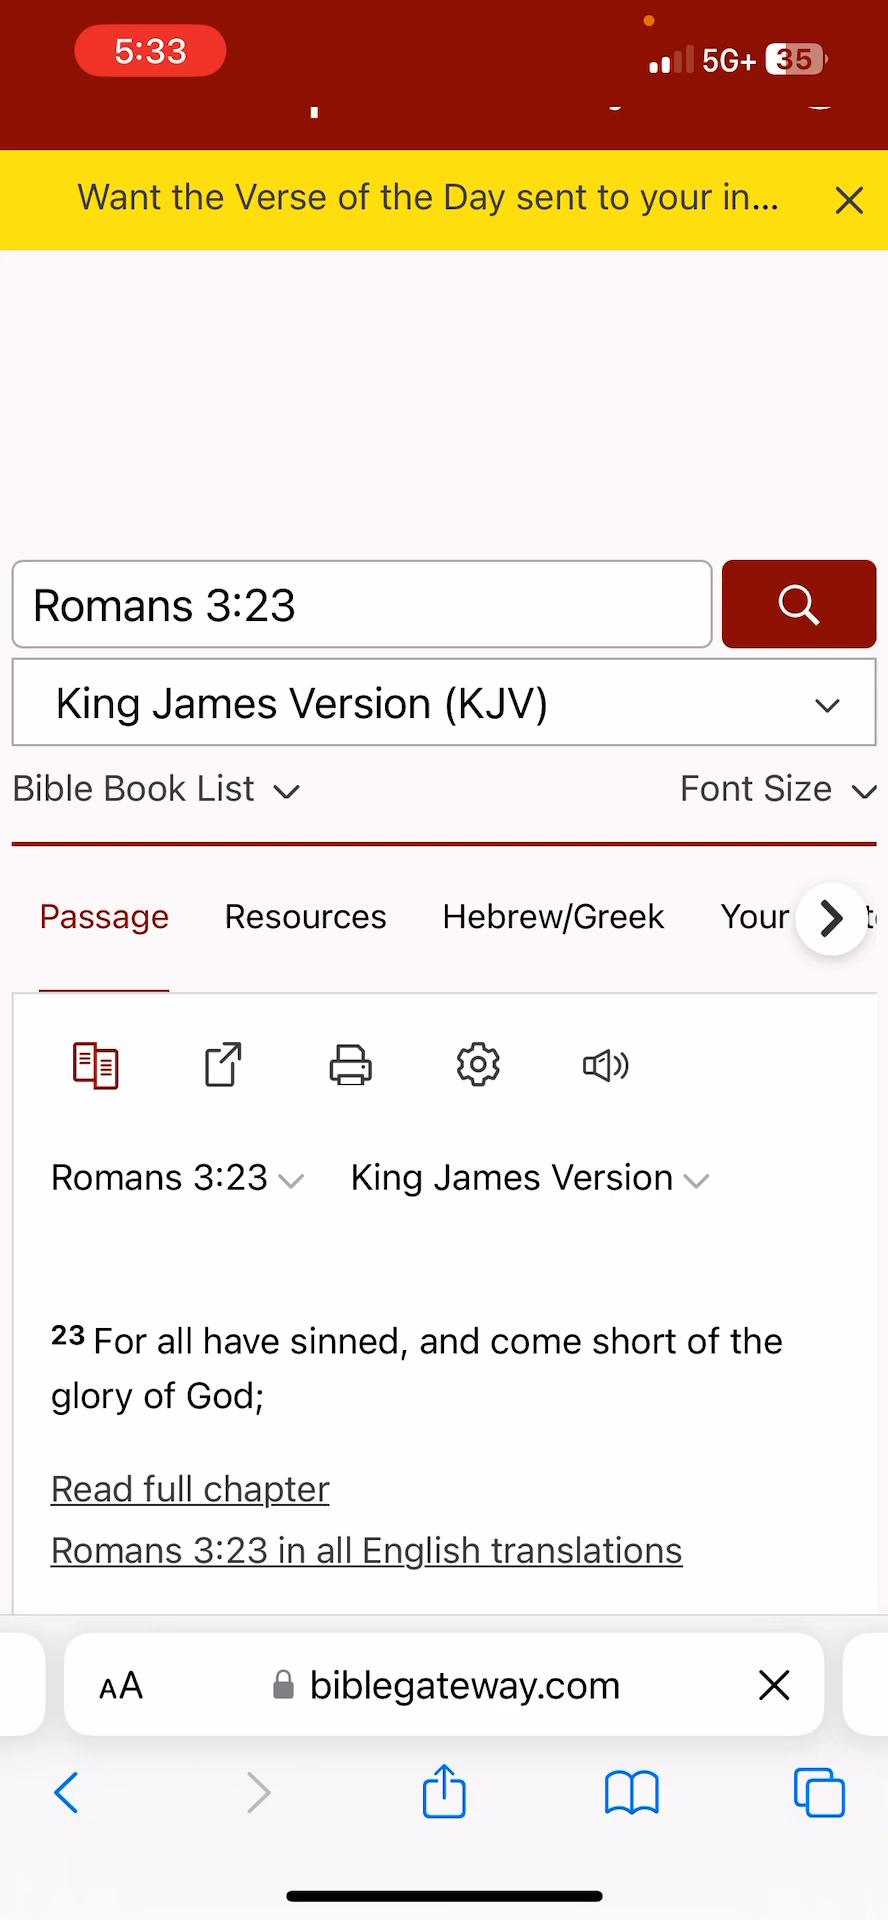 5:33
5G+ 35
Want the Verse of the Day sent to your in...
Romans 3:23
King James Version (KJV)
Bible Book List Font Size
Passage Resources Hebrew/Greek Your
Romans 3:23 King James Version
23 For all have sinned, and come short of the
glory of God;
Read full chapter
Romans 3:23 in all English translations
AA biblegateway.com